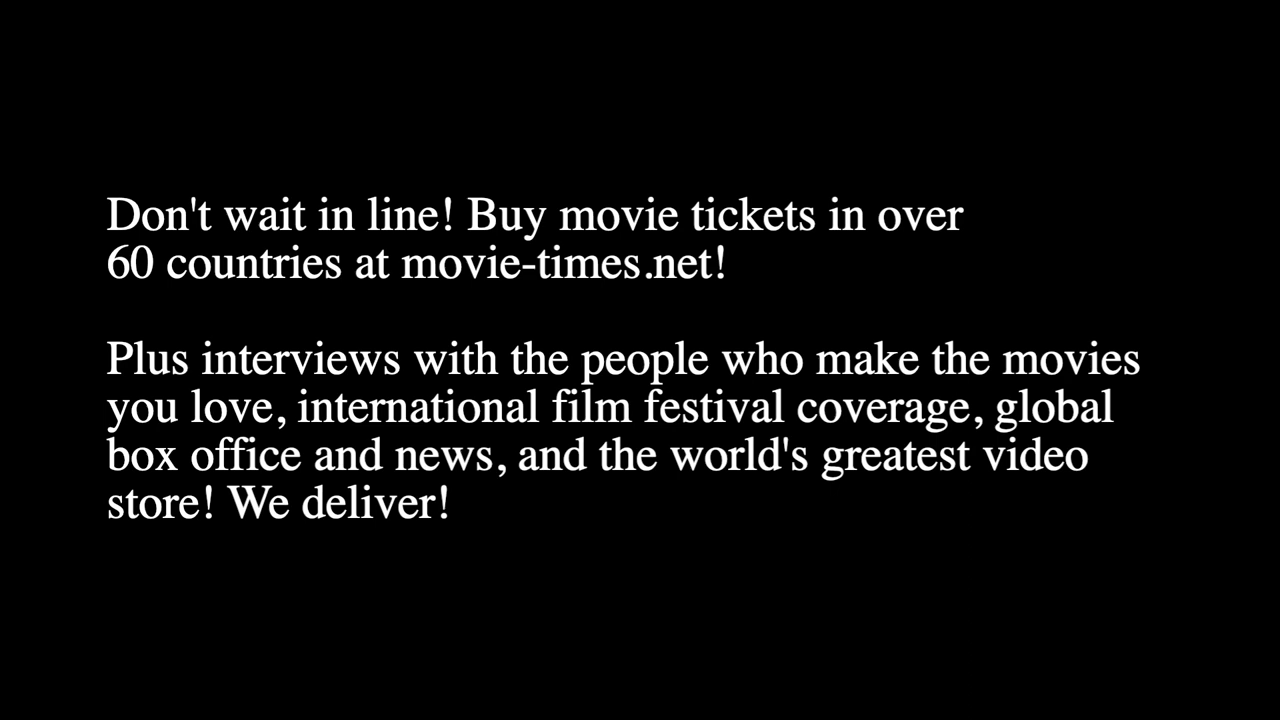 Don't wait in line! Buy movie tickets in over
60 countries at movie-times.net!
Plus interviews with the people who make the movies
you love, international film festival coverage, global
box office and news, and the world's greatest video
store! We deliver!